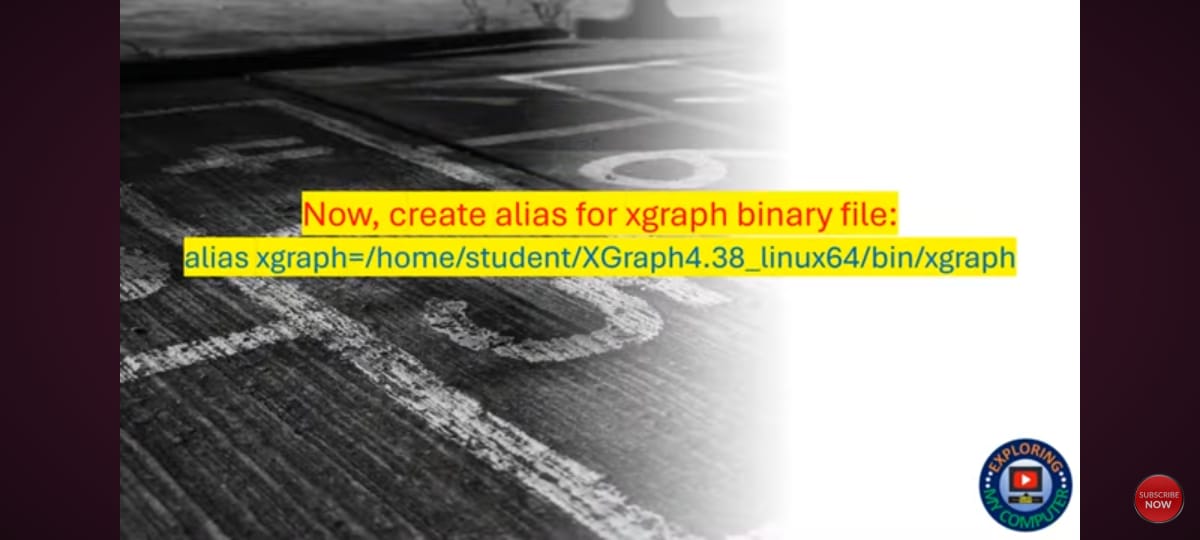 Now, create alias for xgraph binary file:
alias xgraph=/home/student/XGraph4.38_linux64/bin/xgraph
EXPLORING
MY COMPUTER
SUBSCRIBE
NOW